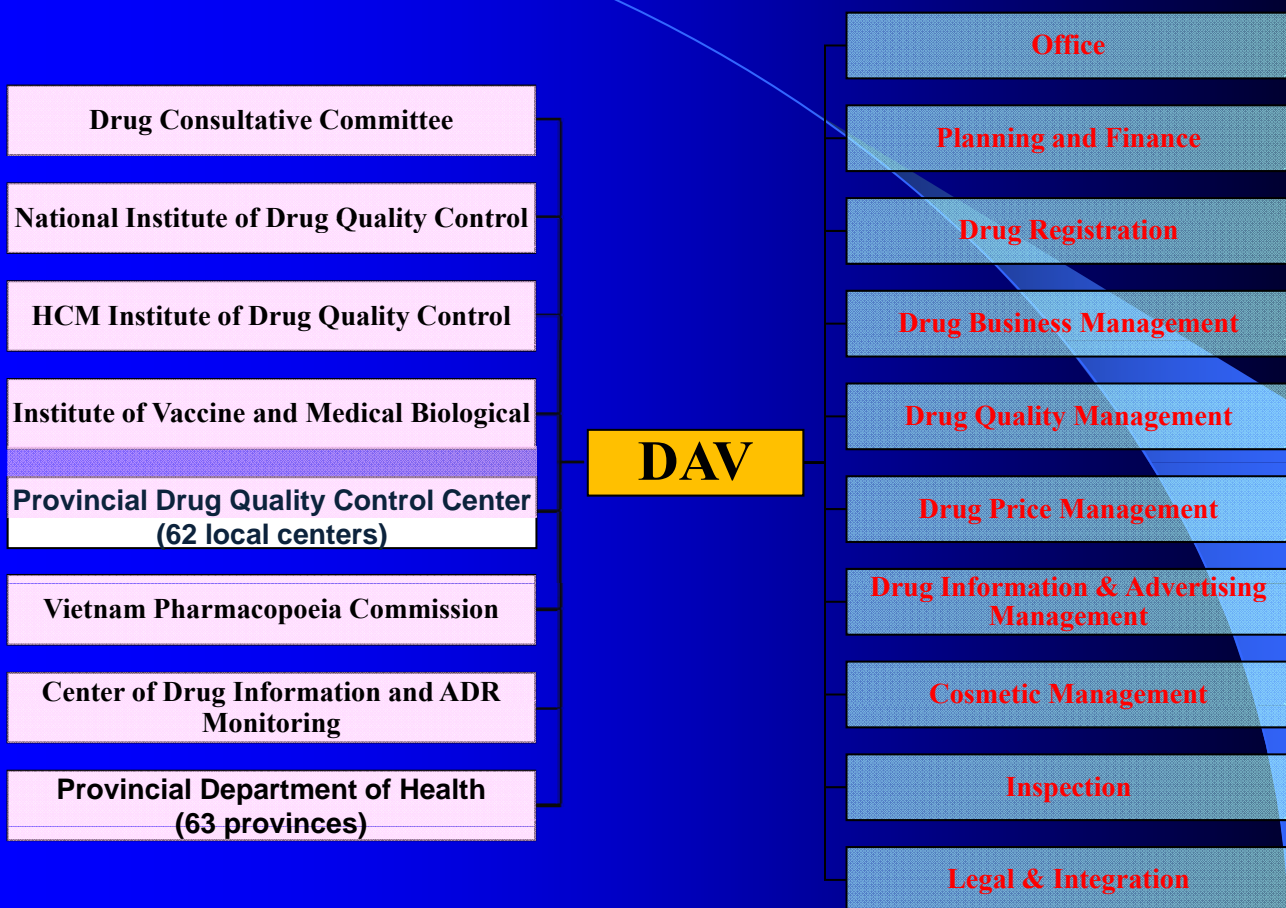 Drug Consultative Committee
National Institute of Drug Quality Control
HCM Institute of Drug Quality Control
Institute of Vaccine and Medical Biological
Provincial Drug Quality Control Center
(62 local centers)
Vietnam Pharmacopoeia Commission
Center of Drug Information and ADR
Monitoring
Provincial Department of Health
(63 provinces)
DAV
Office
Planning and Finance
Drug Registration
Drug Business Management
Drug Quality Management
Drug Price Management
Drug Information & Advertising
Management
Cosmetic Management
Inspection
Legal & Integration